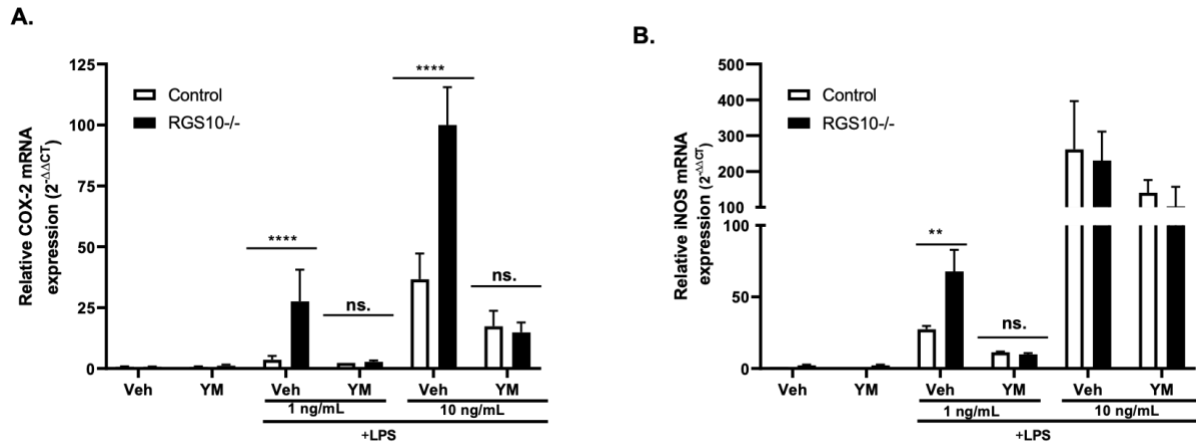 A.
Relative COX-2 mRNA
expression (2-ΔΔCT)
125
100
75
50
25
0
Control
RGS10-/-
****
ns.
****
ns.
Veh
YM
Veh
YM
Veh
YM
1 ng/mL
10 ng/mL
+LPS
B.
Relative iNOS mRNA
expression (2-ΔΔCT)
500
400
300
200
100
100
50
0
Control
RGS10-/-
**
ns.
Veh
YM
Veh
YM
Veh
YM
1 ng/mL
10 ng/mL
+LPS